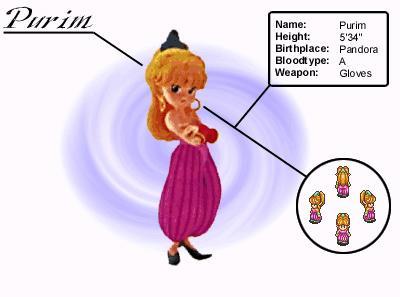 Purim
Name: Purim
Height: 5'34"
Birthplace: Pandora
Bloodtype: A
Weapon: Gloves